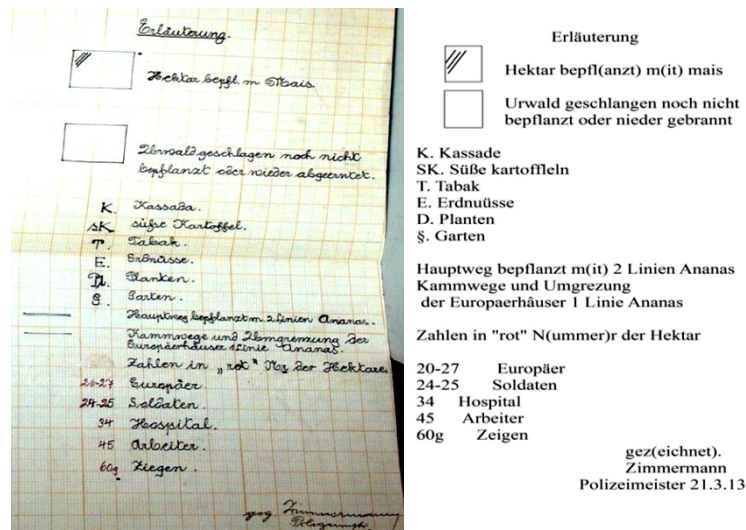 Erläuterung.
Hektar bepfl. m. Mais.
Urwald geschlagen noch nicht
bepflanzt oder wieder abgeerntet.
K. Kassada.
sK süße Kartoffel.
T. Tabak.
E. Erdnüsse.
Pl. Planten.
G. Garten.
Hauptweg bepflanzt m. 2 Linien Ananas.
Kammwege und Umgrenzung der
Europäerhäuser 1 Linie Ananas.
Zahlen in „rot" Nr der Hektare
20-27 Europäer.
24-25 Soldaten.
34 Hospital.
45 Arbeiter.
60g Ziegen.
gez Zimmermann
Erläuterung
Hektar bepfl(anzt) m(it) mais
Urwald geschlangen noch nicht
bepflanzt oder nieder gebrannt
K. Kassade
SK. Süße kartoffleln
T. Tabak
E. Erdnuüsse
D. Planten
§. Garten
Hauptweg bepflanzt m(it) 2 Linien Ananas
Kammwege und Umgrezung
der Europaerhâuser 1 Linie Ananas
Zahlen in "rot" N(ummer)r der Hektar
20-27 Europäer
24-25 Soldaten
34 Hospital
45 Arbeiter
60g Zeigen
gez(eichnet).
Zimmermann
Polizeimeister 21.3.13